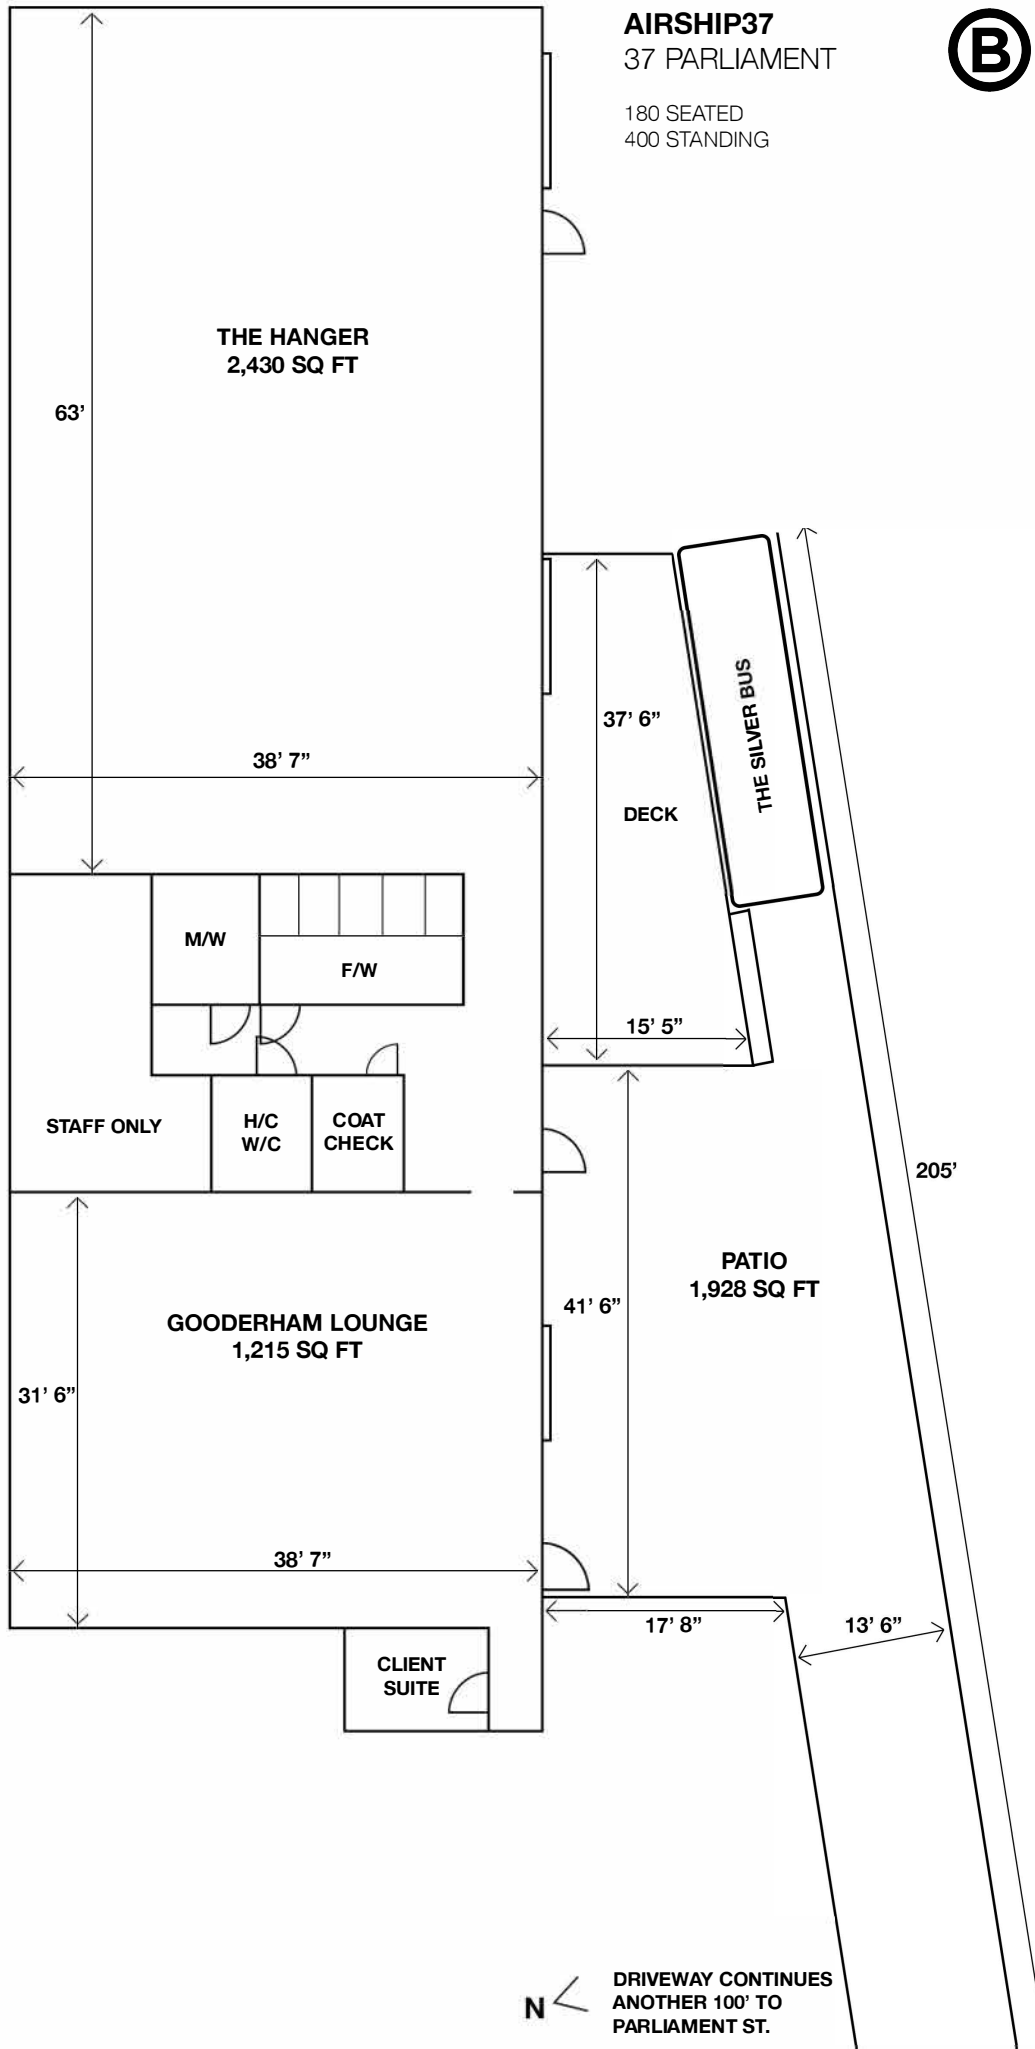 AIRSHIP37
37 PARLIAMENT
180 SEATED
400 STANDING
B
THE HANGER
2,430 SQ FT
63’
38’ 7”
37’ 6”
DECK
THE SILVER BUS
15’ 5”
M/W
F/W
STAFF ONLY
H/C
W/C
COAT
CHECK
205’
PATIO
1,928 SQ FT
41’ 6”
GOODERHAM LOUNGE
1,215 SQ FT
31’ 6”
38’ 7”
17’ 8”
13’ 6”
CLIENT
SUITE
N
DRIVEWAY CONTINUES
ANOTHER 100’ TO
PARLIAMENT ST.